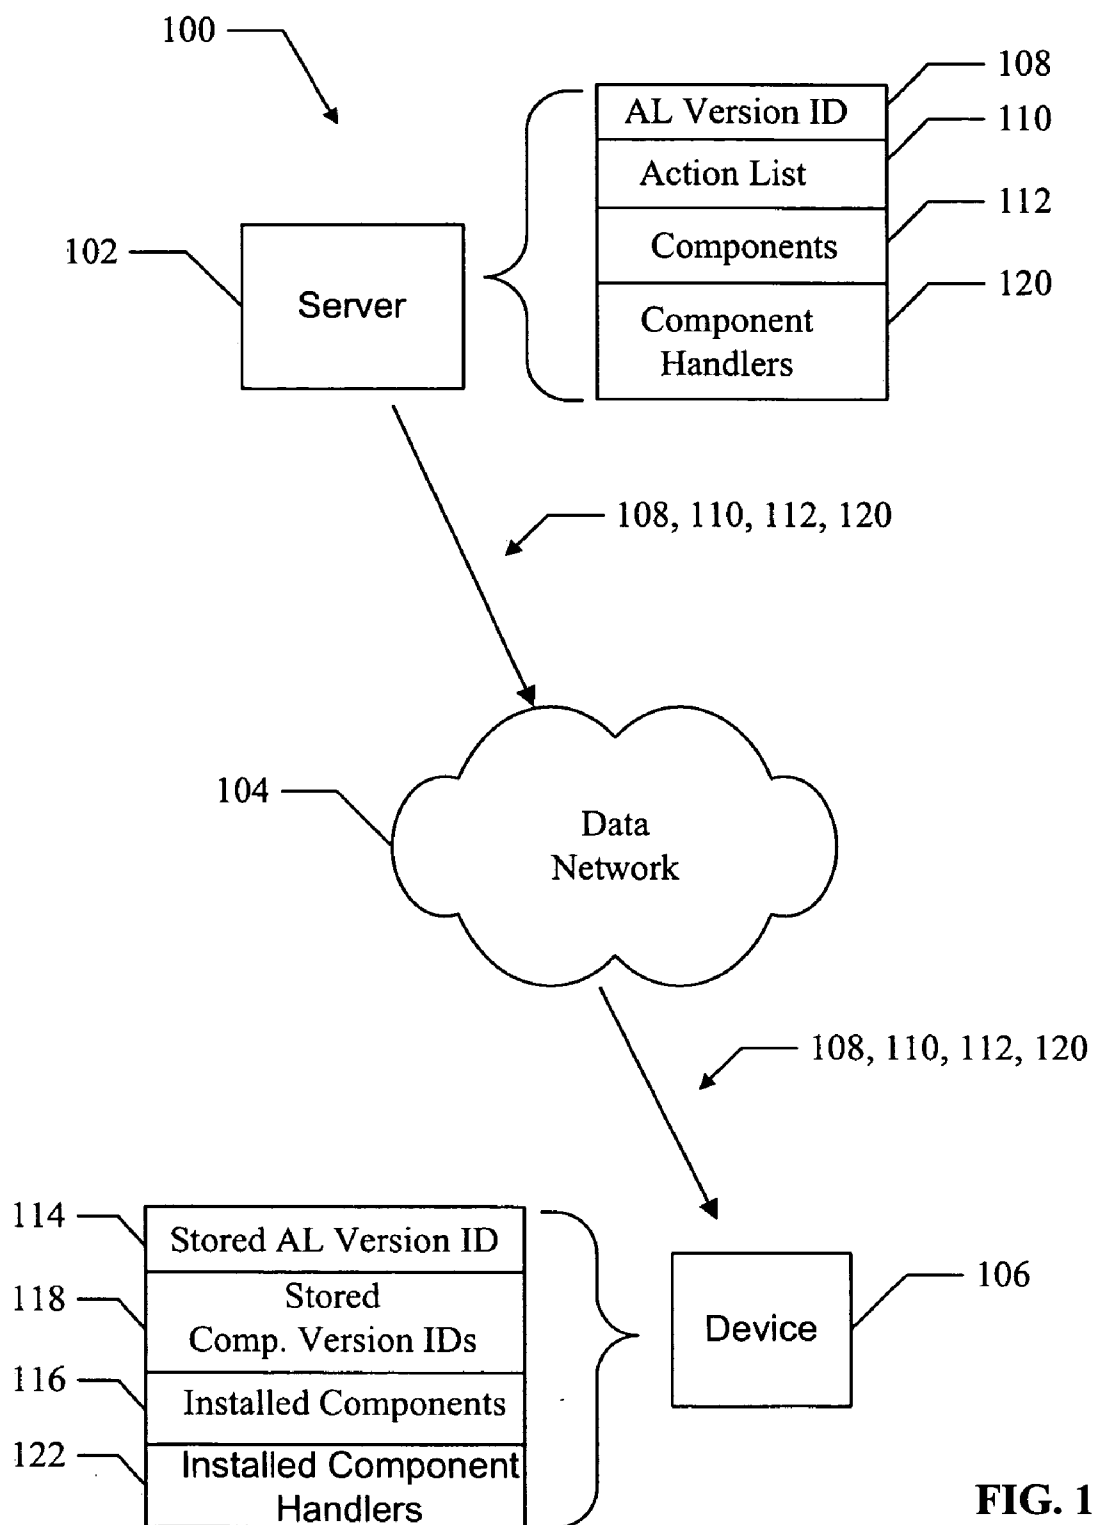 100
108
AL Version ID
110
Action List
112
Components
102
Server
120
Component
Handlers
108, 110, 112, 120
104
Data
Network
108, 110, 112, 120
114
Stored AL Version ID
106
118
Stored
Comp. Version IDs
Device
116
Installed Components
122
Installed Component
Handlers
FIG. 1